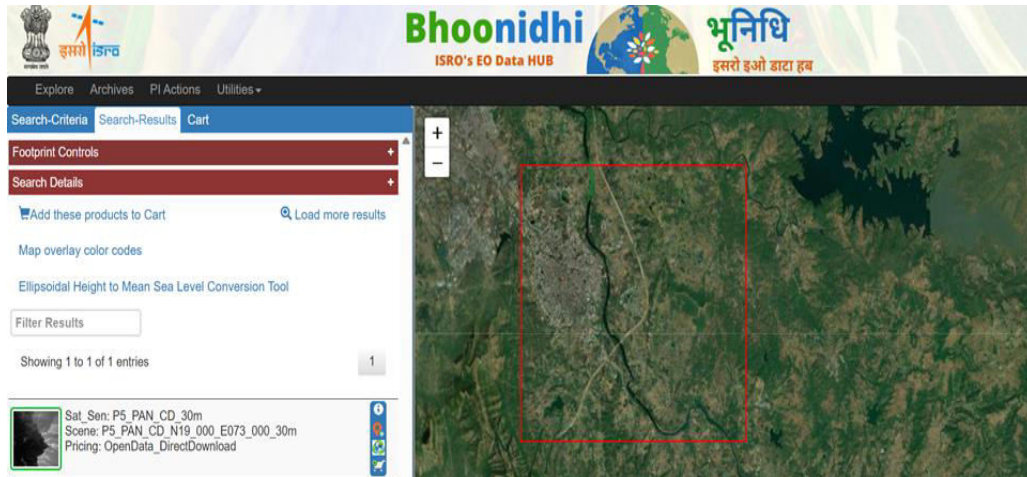 इसरो isro
Bhoonidhi
ISRO's EO Data HUB
भूनिधि
इसरो इओ डाटा हब
Explore Archives PI Actions Utilities
Search-Criteria Search-Results Cart
Footprint Controls +
Search Details +
Add these products to Cart Load more results
Map overlay color codes
Ellipsoidal Height to Mean Sea Level Conversion Tool
Filter Results
Showing 1 to 1 of 1 entries 1
Sat_Sen: P5_PAN_CD_30m
Scene: P5_PAN_CD_N19_000_E073_000_30m
Pricing: OpenData_DirectDownload
+
−